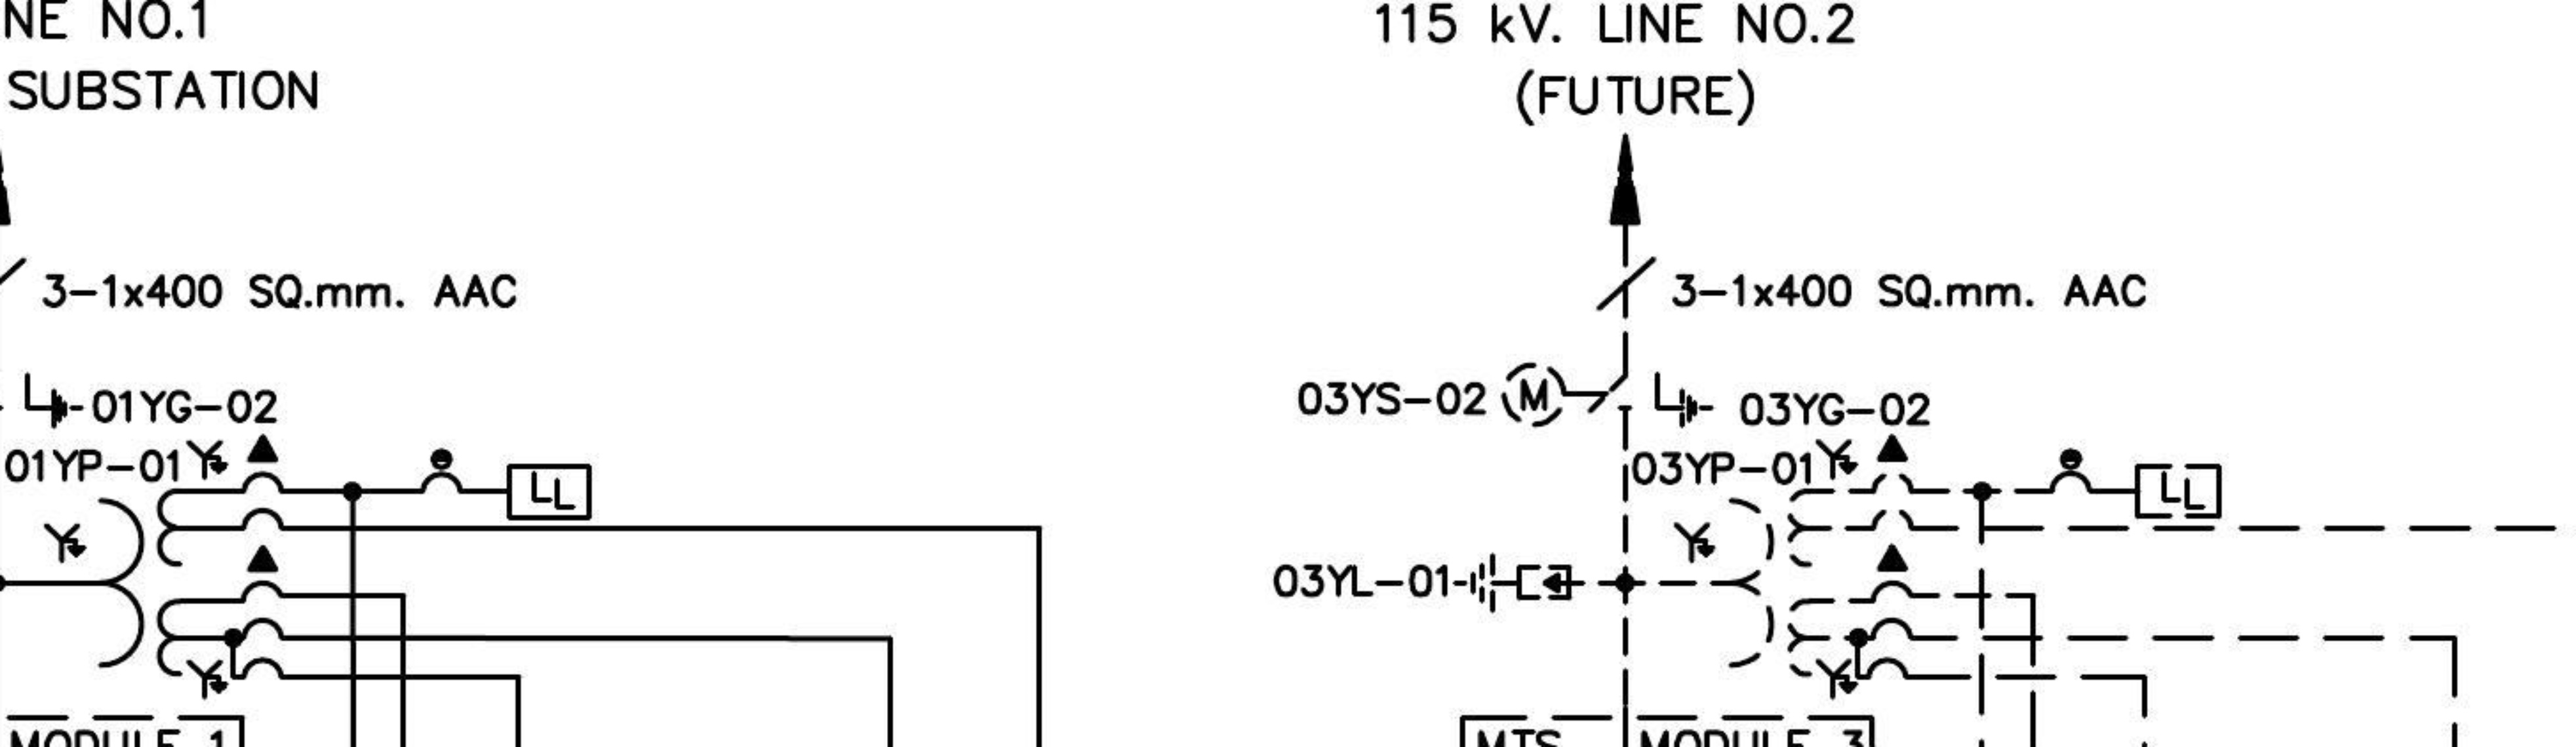 NE NO.1
SUBSTATION
3-1x400 SQ.mm. AAC
01YG-02
01YP-01
LL
MODULE 1
115 kV. LINE NO.2
(FUTURE)
3-1x400 SQ.mm. AAC
03YS-02 M
03YG-02
03YP-01
LL
03YL-01
MTS MODULE 3